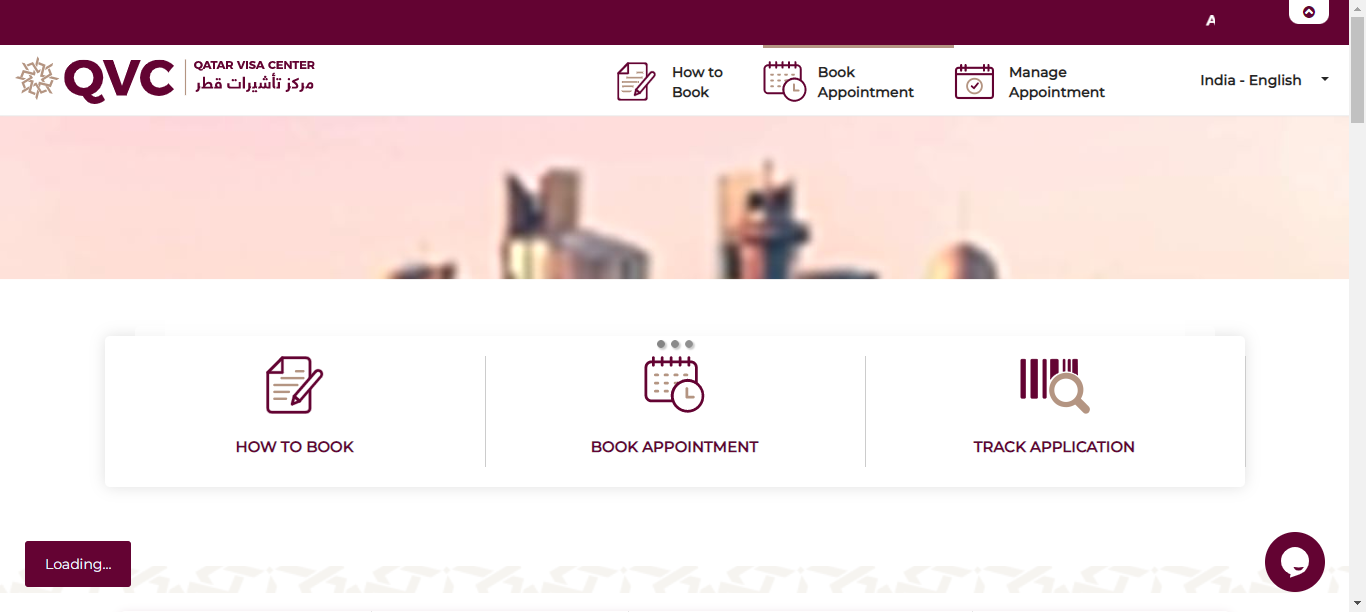 A
QVC
QATAR VISA CENTER
مركز تأشيرات قطر
How to
Book
Book
Appointment
Manage
Appointment
India - English
HOW TO BOOK
BOOK APPOINTMENT
TRACK APPLICATION
Loading...